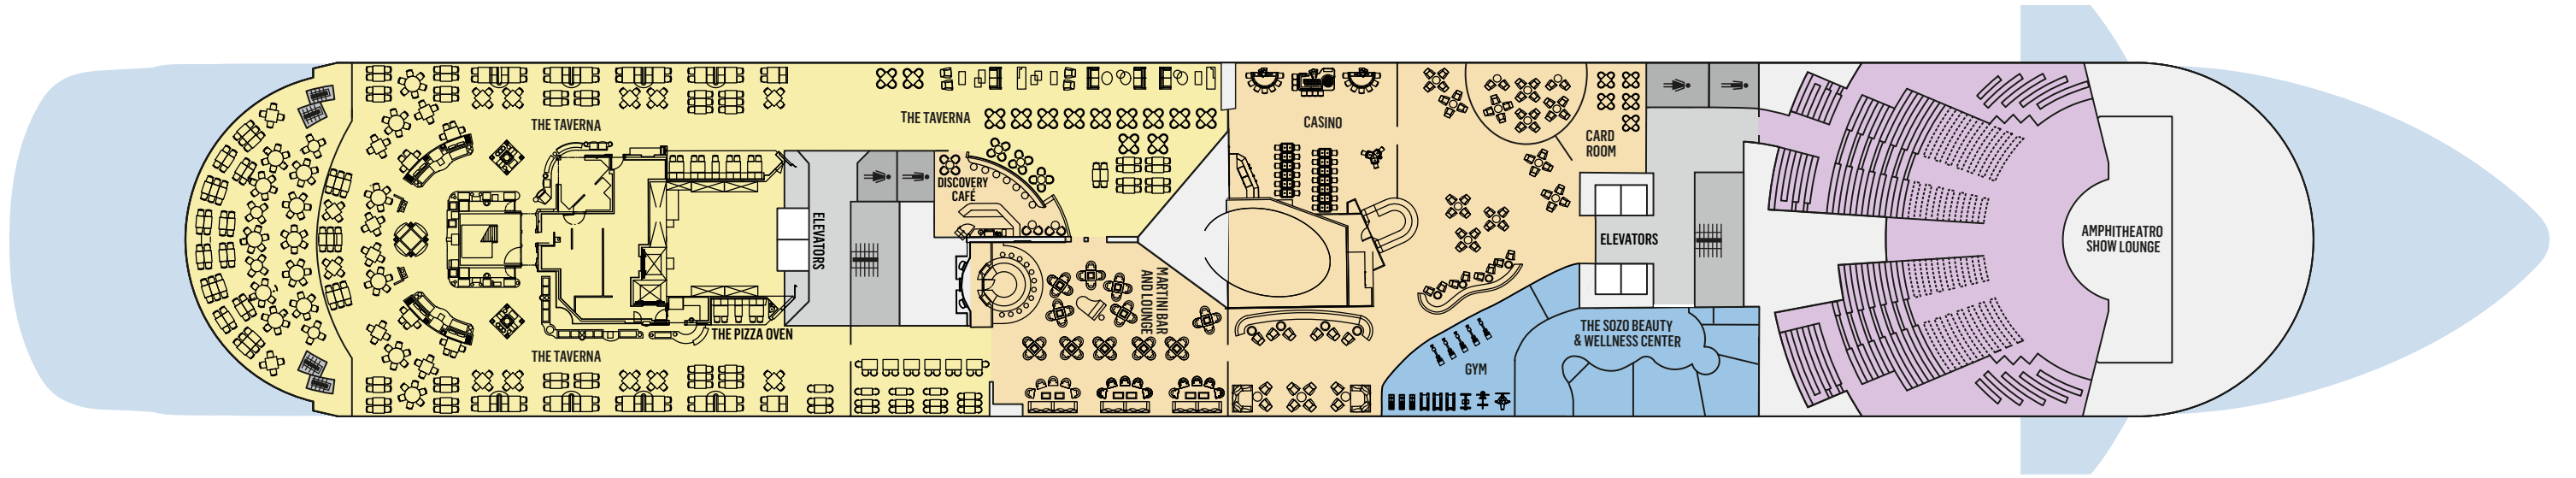 THE TAVERNA
THE TAVERNA
THE PIZZA OVEN
ELEVATORS
THE TAVERNA
DISCOVERY
CAFÉ
MARTINI BAR
AND LOUNGE
CASINO
CARD
ROOM
ELEVATORS
GYM
THE SOZO BEAUTY
& WELLNESS CENTER
AMPHITHEATRO
SHOW LOUNGE